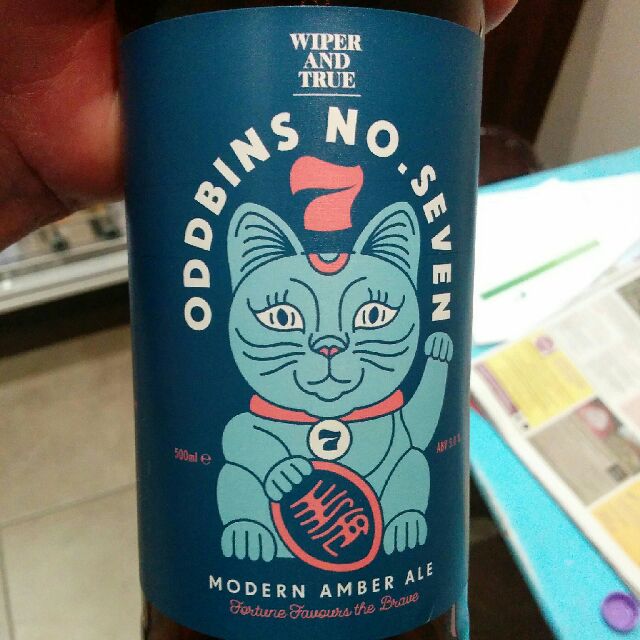 WIPER
AND
TRUE
ODDBINS NO. SEVEN
7
7
500ml ℮
MODERN AMBER ALE
Fortune Favours the Brave